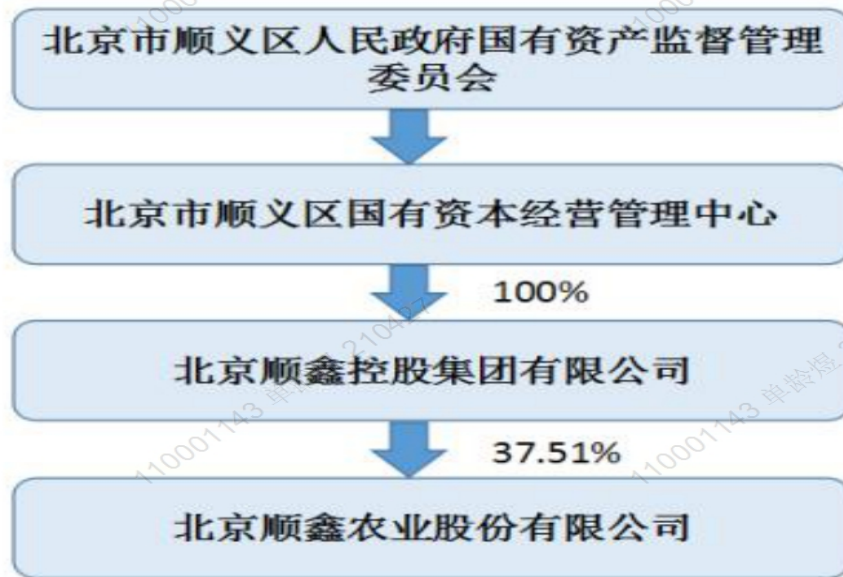 北京市顺义区人民政府国有资产监督管理
委员会
北京市顺义区国有资本经营管理中心
100%
北京顺鑫控股集团有限公司
37.51%
北京顺鑫农业股份有限公司